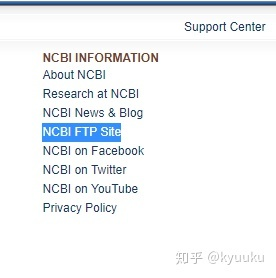 Support Center
NCBI INFORMATION
About NCBI
Research at NCBI
NCBI News & Blog
NCBI FTP Site
NCBI on Facebook
NCBI on Twitter
NCBI on YouTube
Privacy Policy
知乎 @kyuuku